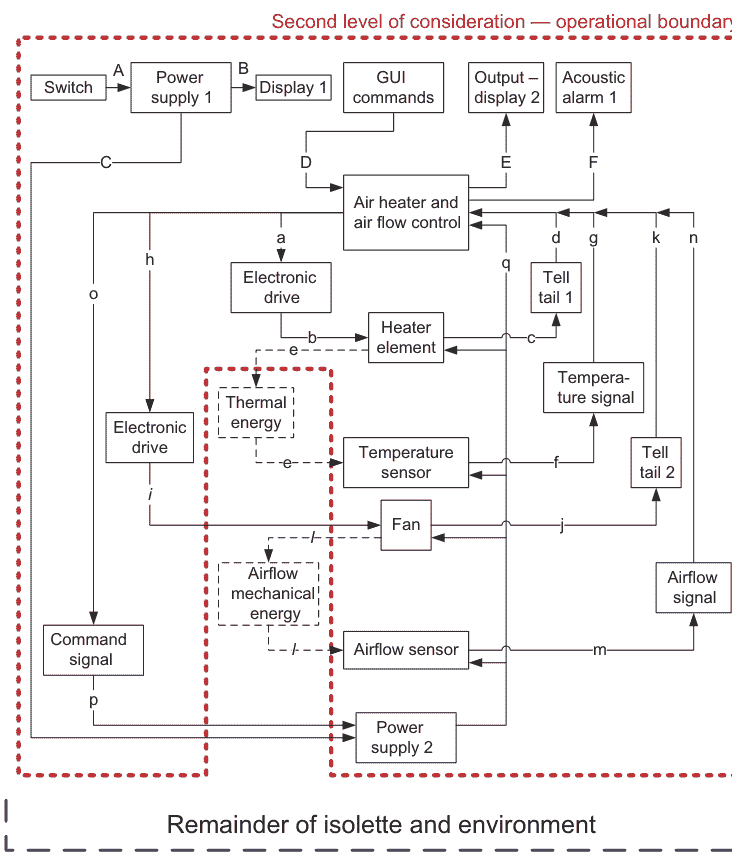 Second level of consideration — operational boundary
Switch
A
Power
supply 1
B
Display 1
GUI
commands
Output –
display 2
Acoustic
alarm 1
C
D
E
F
Air heater and
air flow control
o
h
a
q
d
g
k
n
Electronic
drive
Tell
tail 1
b
Heater
element
c
e
Thermal
energy
Tempera-
ture signal
Electronic
drive
e
Temperature
sensor
f
Tell
tail 2
i
Fan
j
l
Airflow
mechanical
energy
Airflow
signal
Command
signal
l
Airflow sensor
m
p
Power
supply 2
Remainder of isolette and environment